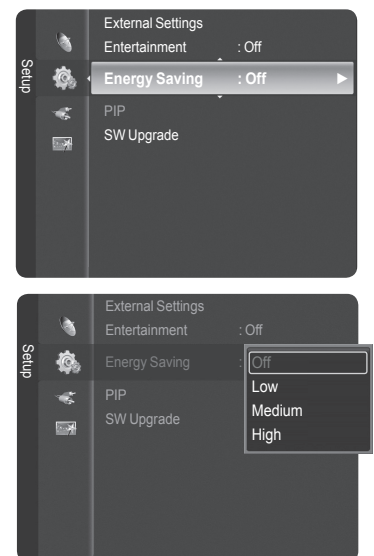 Setup
External Settings
Entertainment : Off
Energy Saving : Off
PIP
SW Upgrade
Setup
External Settings
Entertainment : Off
Energy Saving : Off
Low
PIP
Medium
SW Upgrade
High